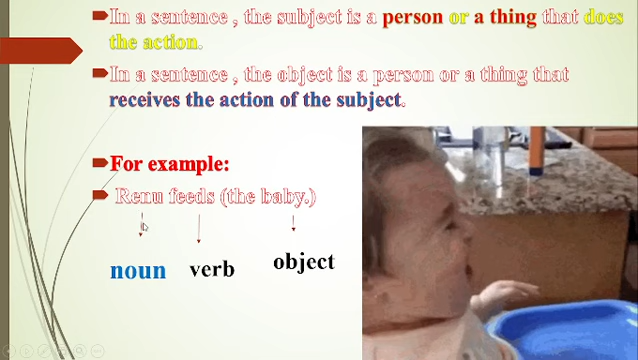 In a sentence , the subject is a person or a thing that does
the action.
In a sentence , the object is a person or a thing that
receives the action of the subject.
For example:
Renu feeds (the baby.)
noun verb object